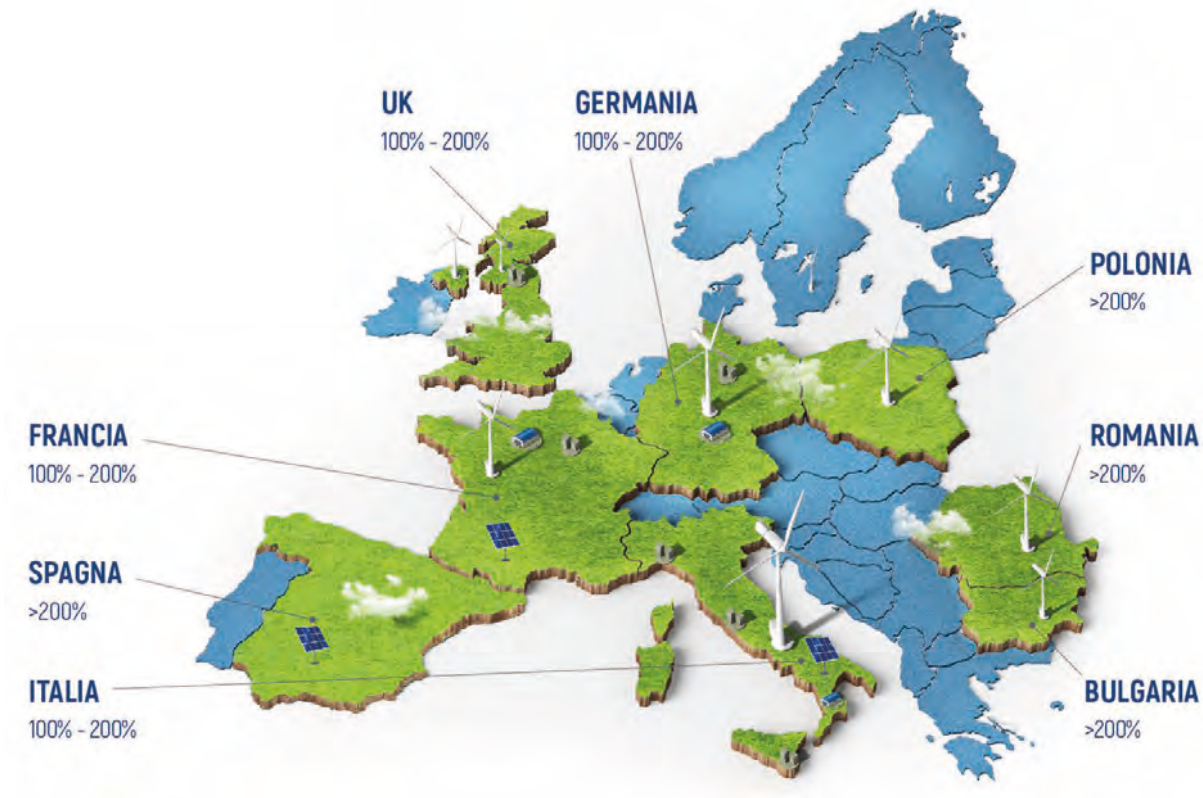 UK
100% - 200%
GERMANIA
100% - 200%
POLONIA
>200%
FRANCIA
100% - 200%
ROMANIA
>200%
SPAGNA
>200%
ITALIA
100% - 200%
BULGARIA
>200%